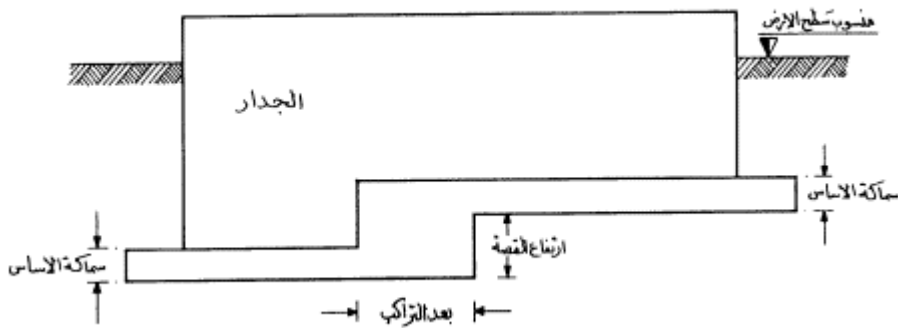 منسوب سطح الارض
الجدار
سماكة الاساس
ارتفاع القصة
سماكة الاساس
بعد التراكب